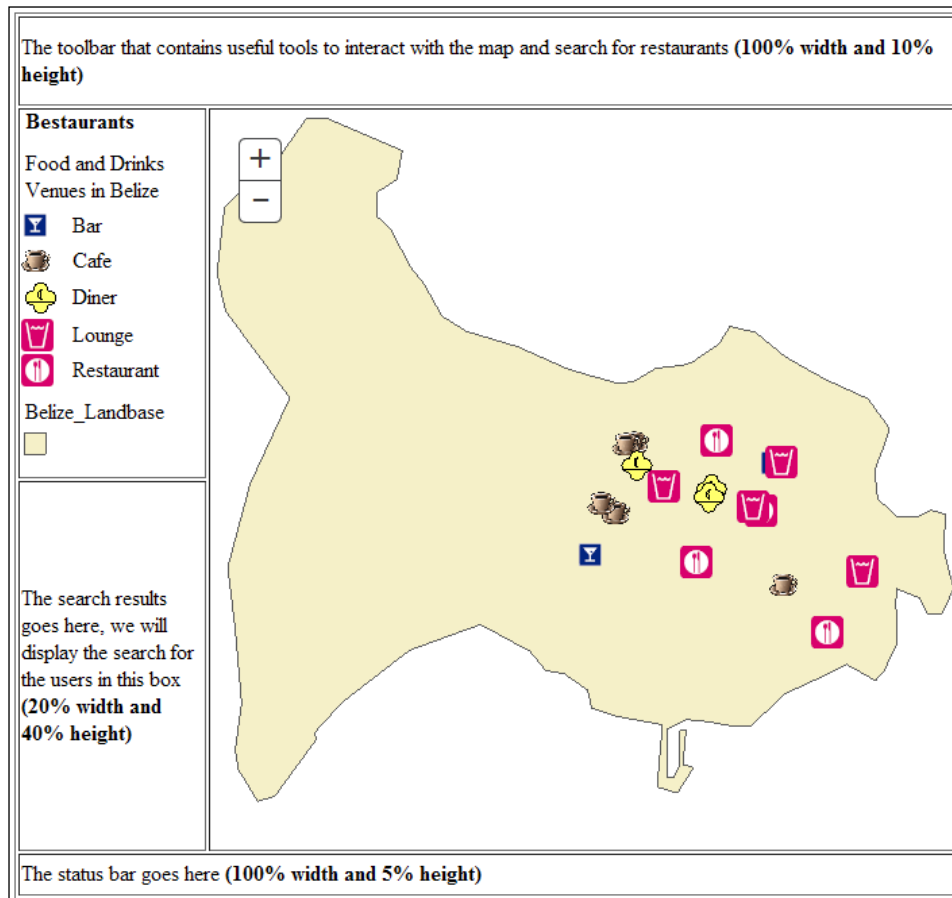 The toolbar that contains useful tools to interact with the map and search for restaurants (100% width and 10%
height)
Bestaurants
Food and Drinks
Venues in Belize
Bar
Cafe
Diner
Lounge
Restaurant
Belize_Landbase
+
−
The search results
goes here, we will
display the search for
the users in this box
(20% width and
40% height)
The status bar goes here (100% width and 5% height)